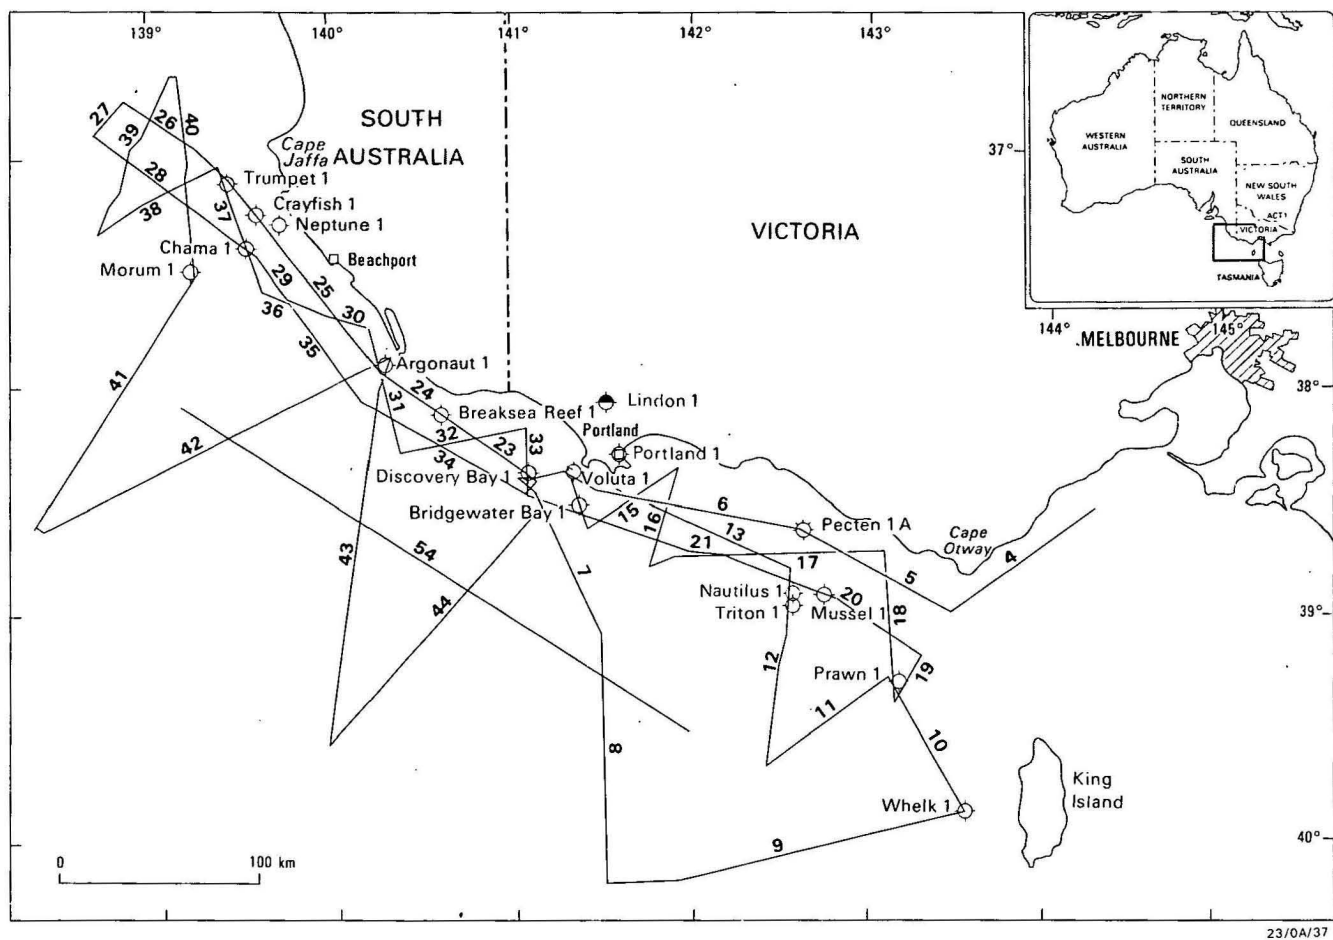 139°
140°
141°
142°
143°
NORTHERN
TERRITORY
QUEENSLAND
WESTERN
AUSTRALIA
SOUTH
AUSTRALIA
NEW SOUTH
WALES
ACT
VICTORIA
TASMANIA
37°
27
26
40
39
SOUTH
AUSTRALIA
Cape
Jaffa
28
Trumpet 1
38
37
Crayfish 1
Neptune 1
VICTORIA
Chama 1
Morum 1
Beachport
29
25
36
30
35
144°
145°
MELBOURNE
Argonaut 1
38°
41
24
31
Breaksea Reef 1
Lindon 1
Portland
42
32
23
33
34
Portland 1
Discovery Bay 1
Voluta 1
Bridgewater Bay 1
15
16
6
13
Pecten 1A
Cape
Otway
4
21
17
5
43
54
7
44
Nautilus 1
20
Triton 1
Mussel 1
18
39°
12
Prawn 1
19
11
8
10
King
Island
Whelk 1
9
40°
0
100 km
23/0A/37